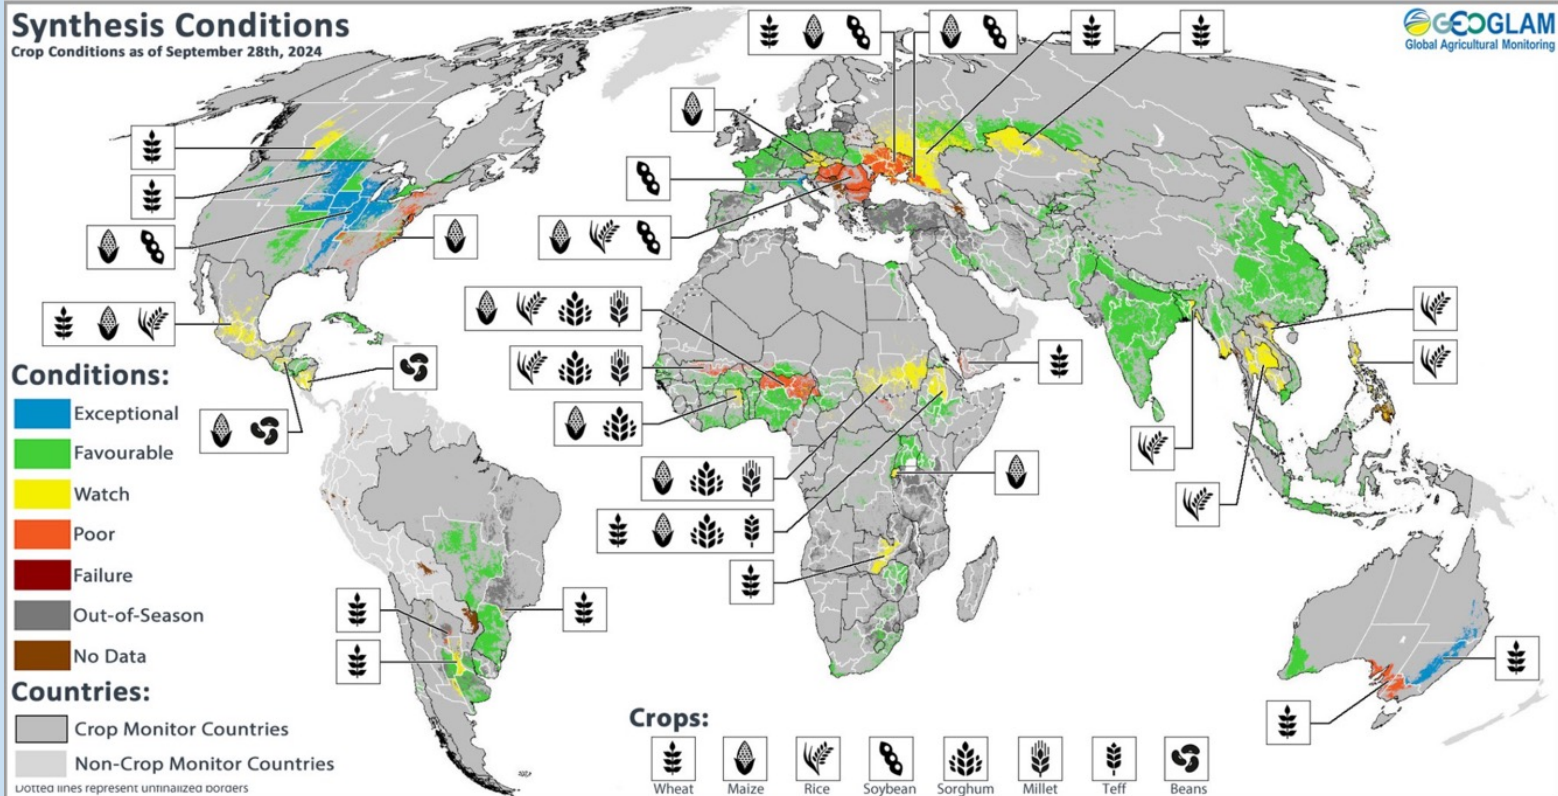 Synthesis Conditions
Crop Conditions as of September 28th, 2024
GEOGLAM
Global Agricultural Monitoring
Conditions:
Exceptional
Favourable
Watch
Poor
Failure
Out-of-Season
No Data
Countries:
Crop Monitor Countries
Non-Crop Monitor Countries
Dotted lines represent unfinalized borders
Crops:
Wheat
Maize
Rice
Soybean
Sorghum
Millet
Teff
Beans